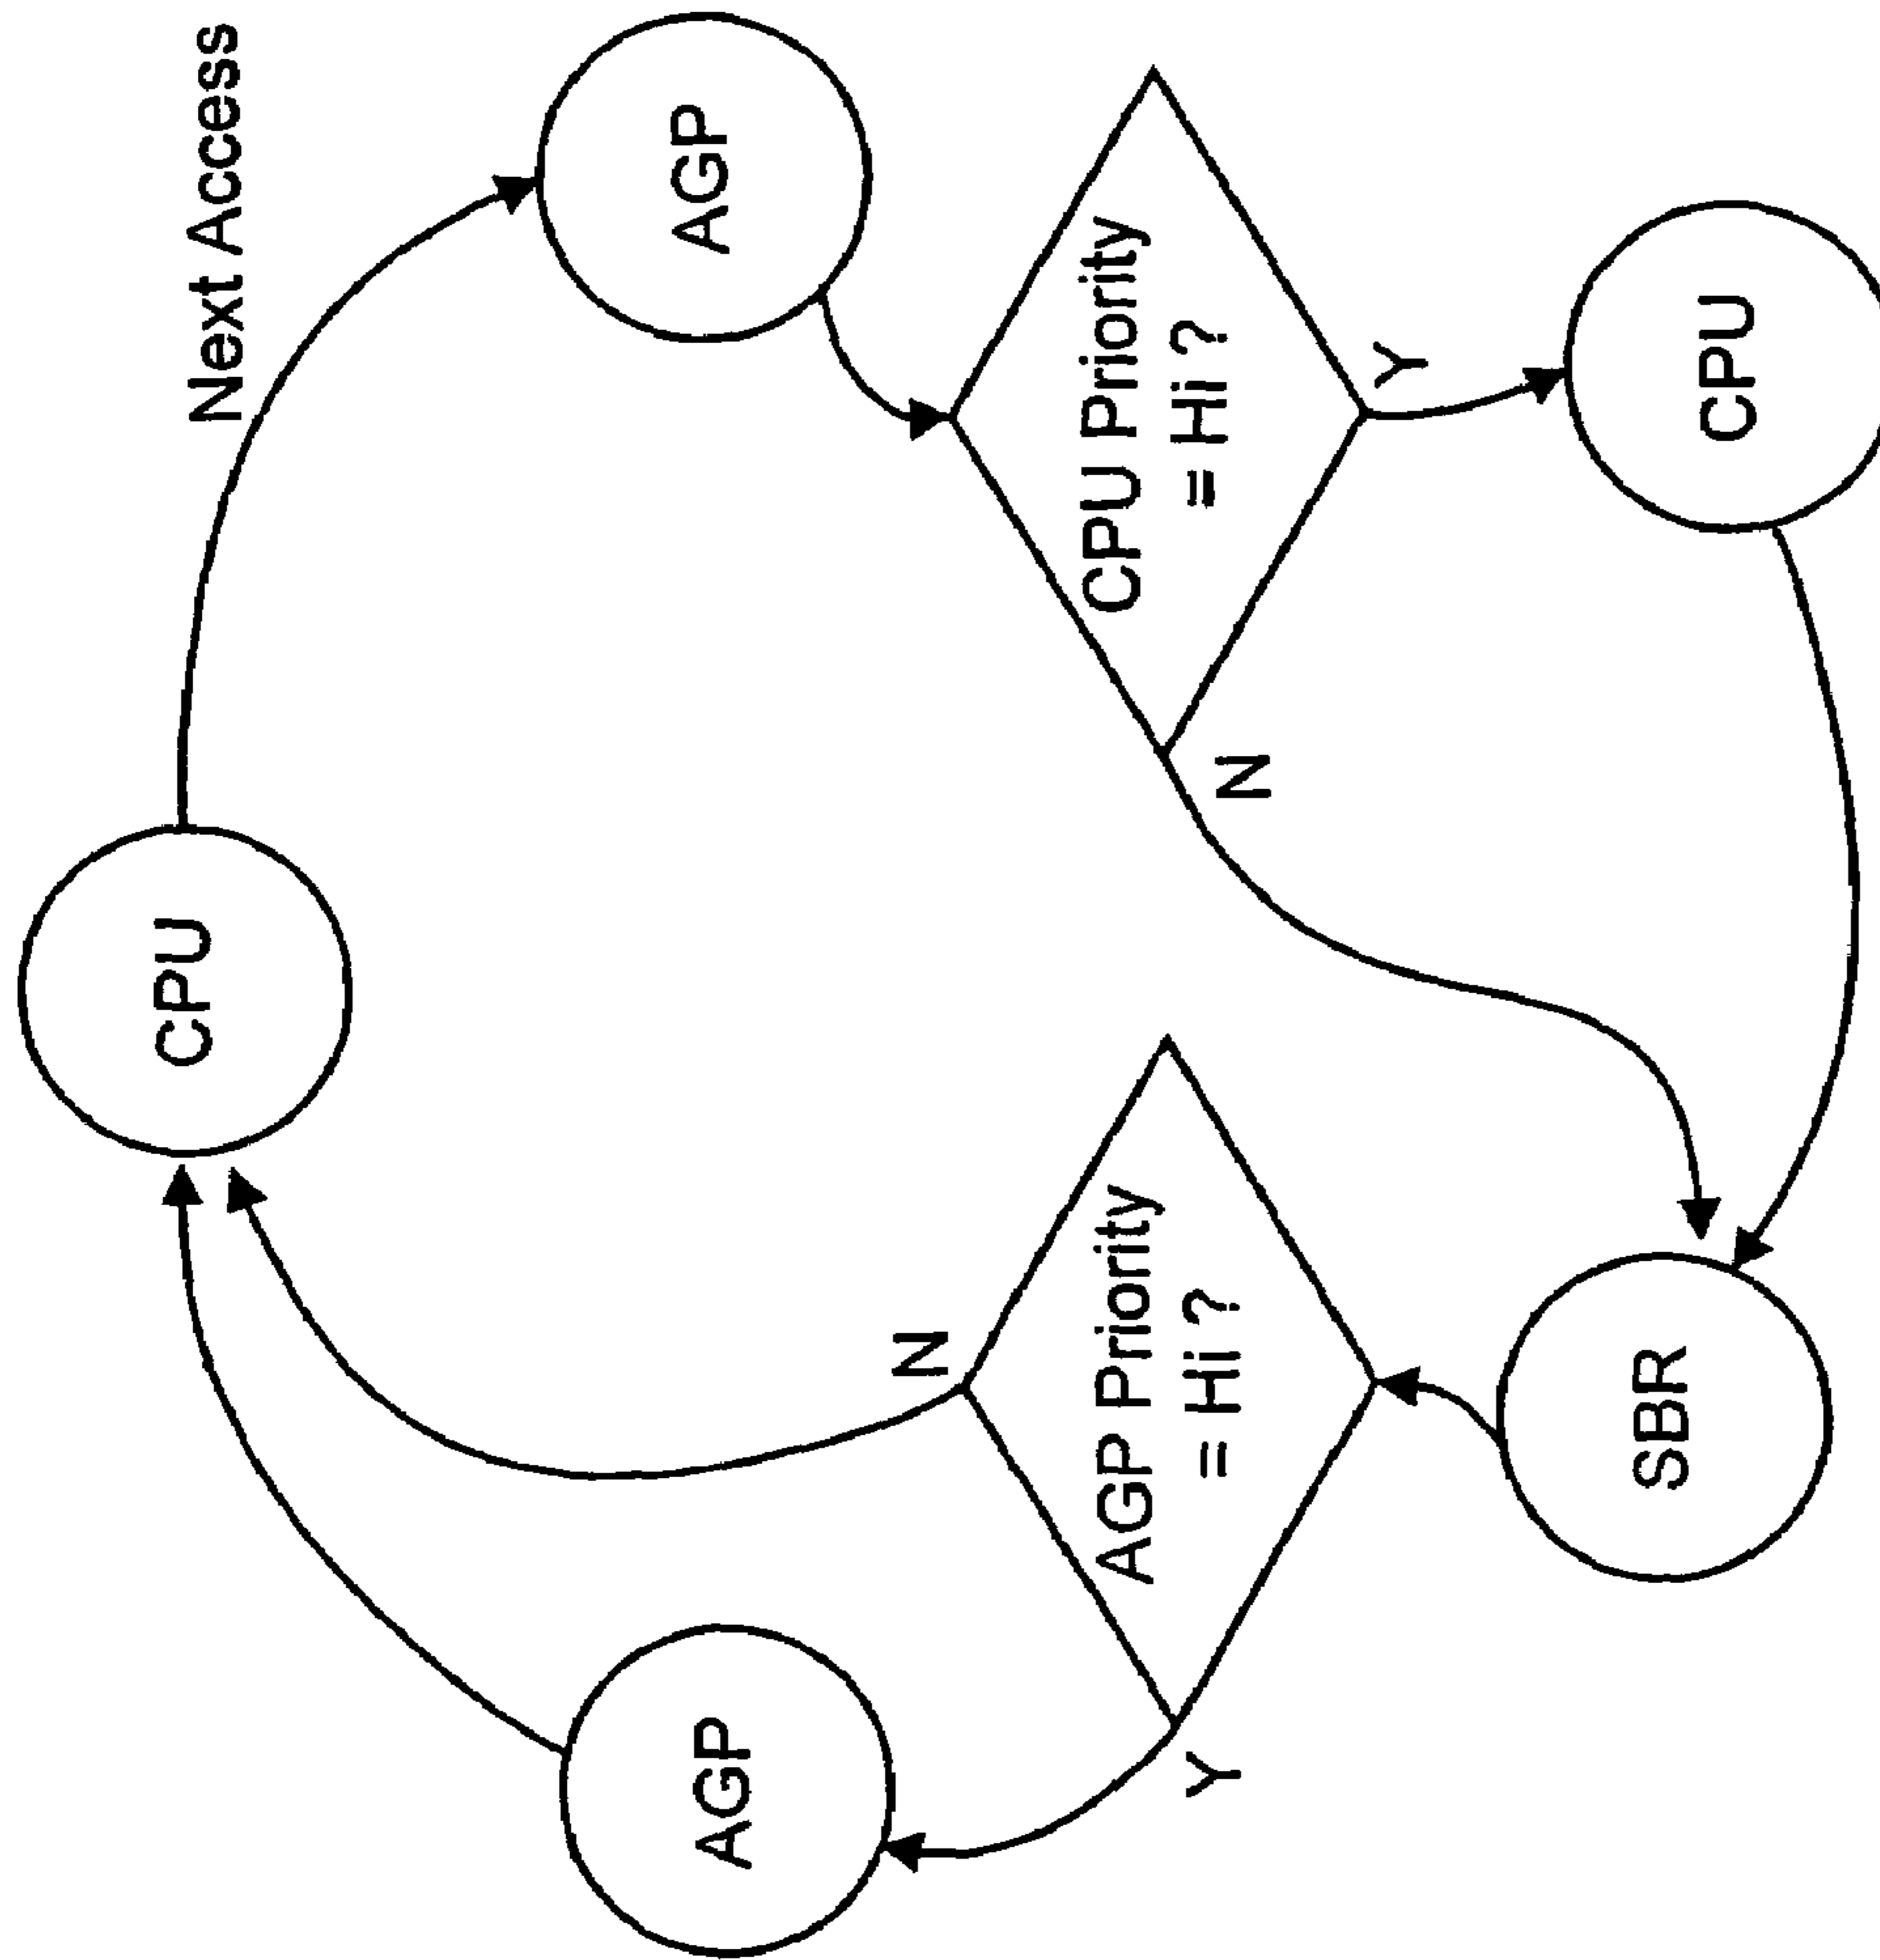 CPU
Next Access
AGP
AGP
N
AGP Priority
= Hi ?
CPU Priority
= Hi ?
Y
N
Y
SBR
CPU